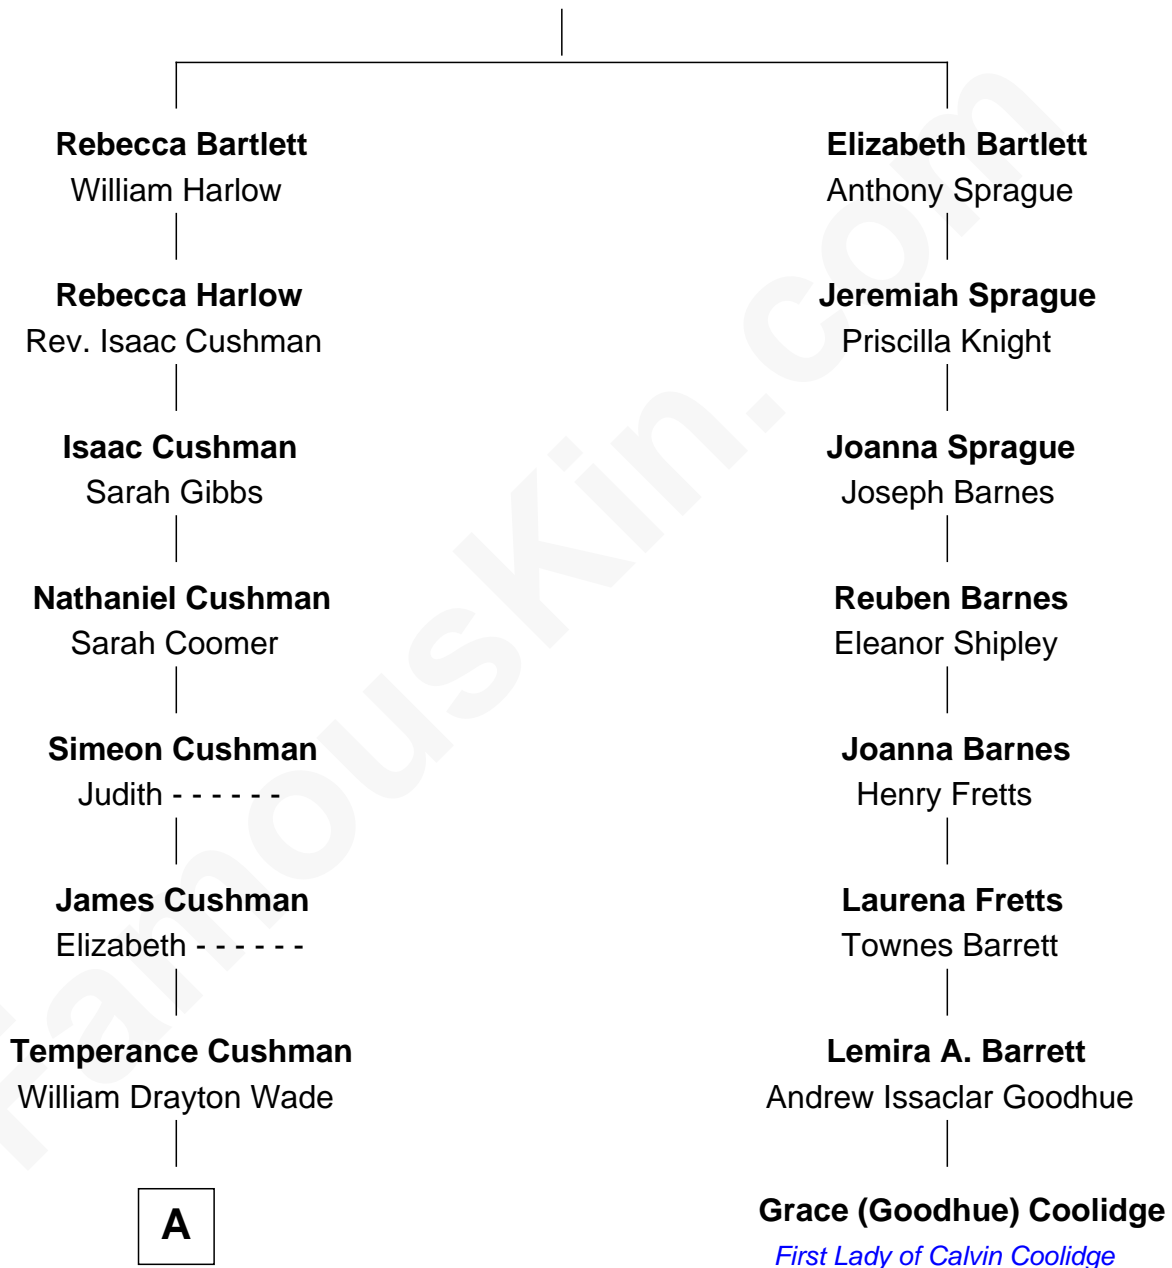 Rebecca Bartlett
William Harlow
Elizabeth Bartlett
Anthony Sprague
Rebecca Harlow
Rev. Isaac Cushman
Jeremiah Sprague
Priscilla Knight
Isaac Cushman
Sarah Gibbs
Joanna Sprague
Joseph Barnes
Nathaniel Cushman
Sarah Coomer
Reuben Barnes
Eleanor Shipley
Simeon Cushman
Judith - - - - - -
Joanna Barnes
Henry Fretts
James Cushman
Elizabeth - - - - - -
Laurena Fretts
Townes Barrett
Temperance Cushman
William Drayton Wade
Lemira A. Barrett
Andrew Issaclar Goodhue
A
Grace (Goodhue) Coolidge
First Lady of Calvin Coolidge
FamousKin.com